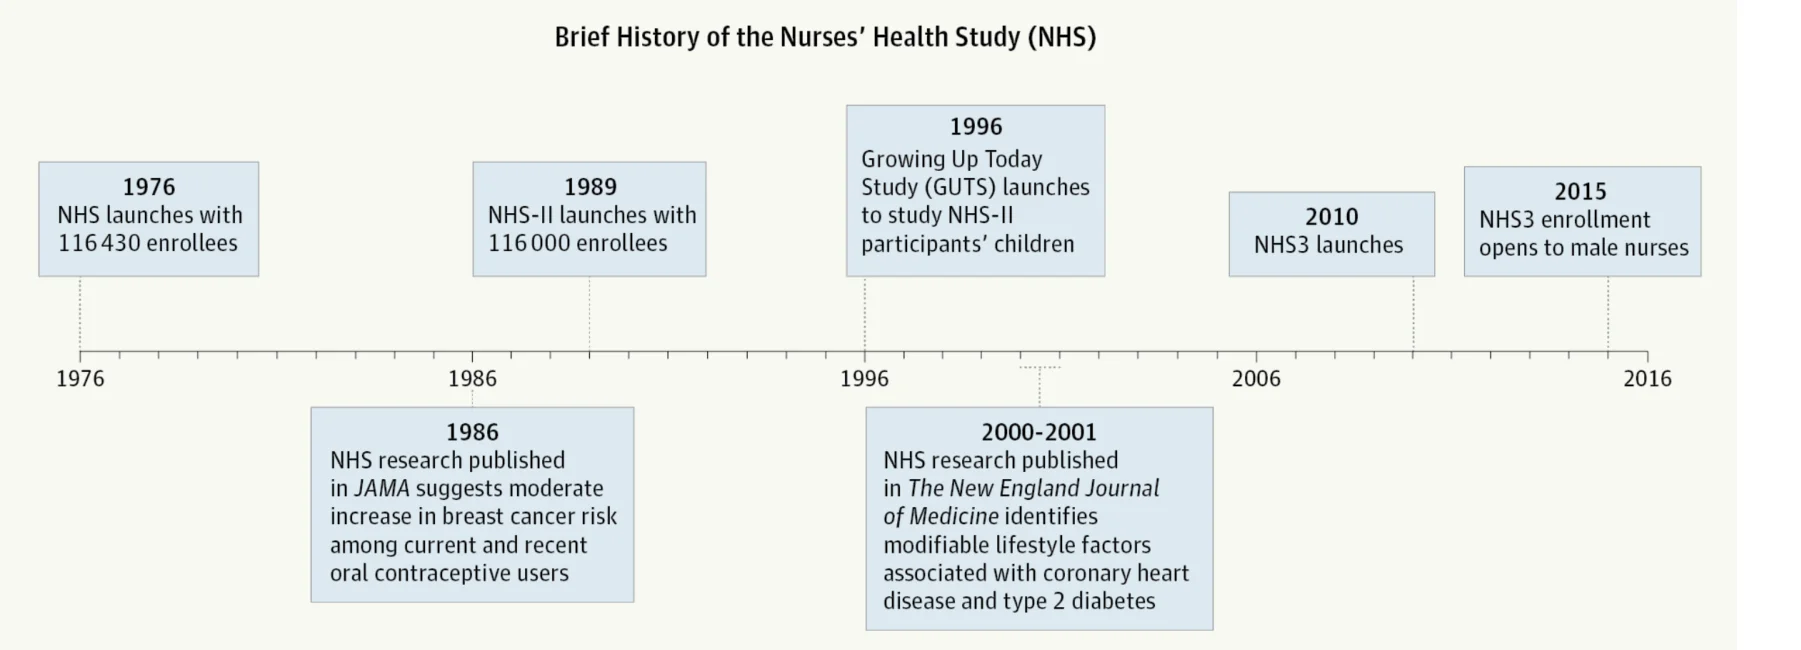 Brief History of the Nurses’ Health Study (NHS)
1976
NHS launches with
116 430 enrollees
1989
NHS-II launches with
116 000 enrollees
1996
Growing Up Today
Study (GUTS) launches
to study NHS-II
participants’ children
2010
NHS3 launches
2015
NHS3 enrollment
opens to male nurses
1976
1986
1996
2006
2016
1986
NHS research published
in JAMA suggests moderate
increase in breast cancer risk
among current and recent
oral contraceptive users
2000-2001
NHS research published
in The New England Journal
of Medicine identifies
modifiable lifestyle factors
associated with coronary heart
disease and type 2 diabetes